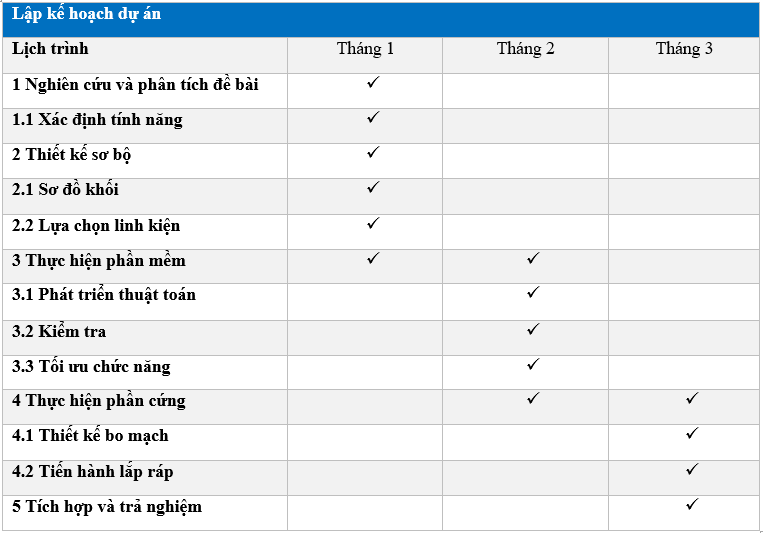 Lập kế hoạch dự án
Lịch trình Tháng 1 Tháng 2 Tháng 3
1 Nghiên cứu và phân tích đề bài ✓
1.1 Xác định tính năng ✓
2 Thiết kế sơ bộ ✓
2.1 Sơ đồ khối ✓
2.2 Lựa chọn linh kiện ✓
3 Thực hiện phần mềm ✓ ✓
3.1 Phát triển thuật toán ✓
3.2 Kiểm tra ✓
3.3 Tối ưu chức năng ✓
4 Thực hiện phần cứng ✓ ✓
4.1 Thiết kế bo mạch ✓
4.2 Tiến hành lắp ráp ✓
5 Tích hợp và trả nghiệm ✓